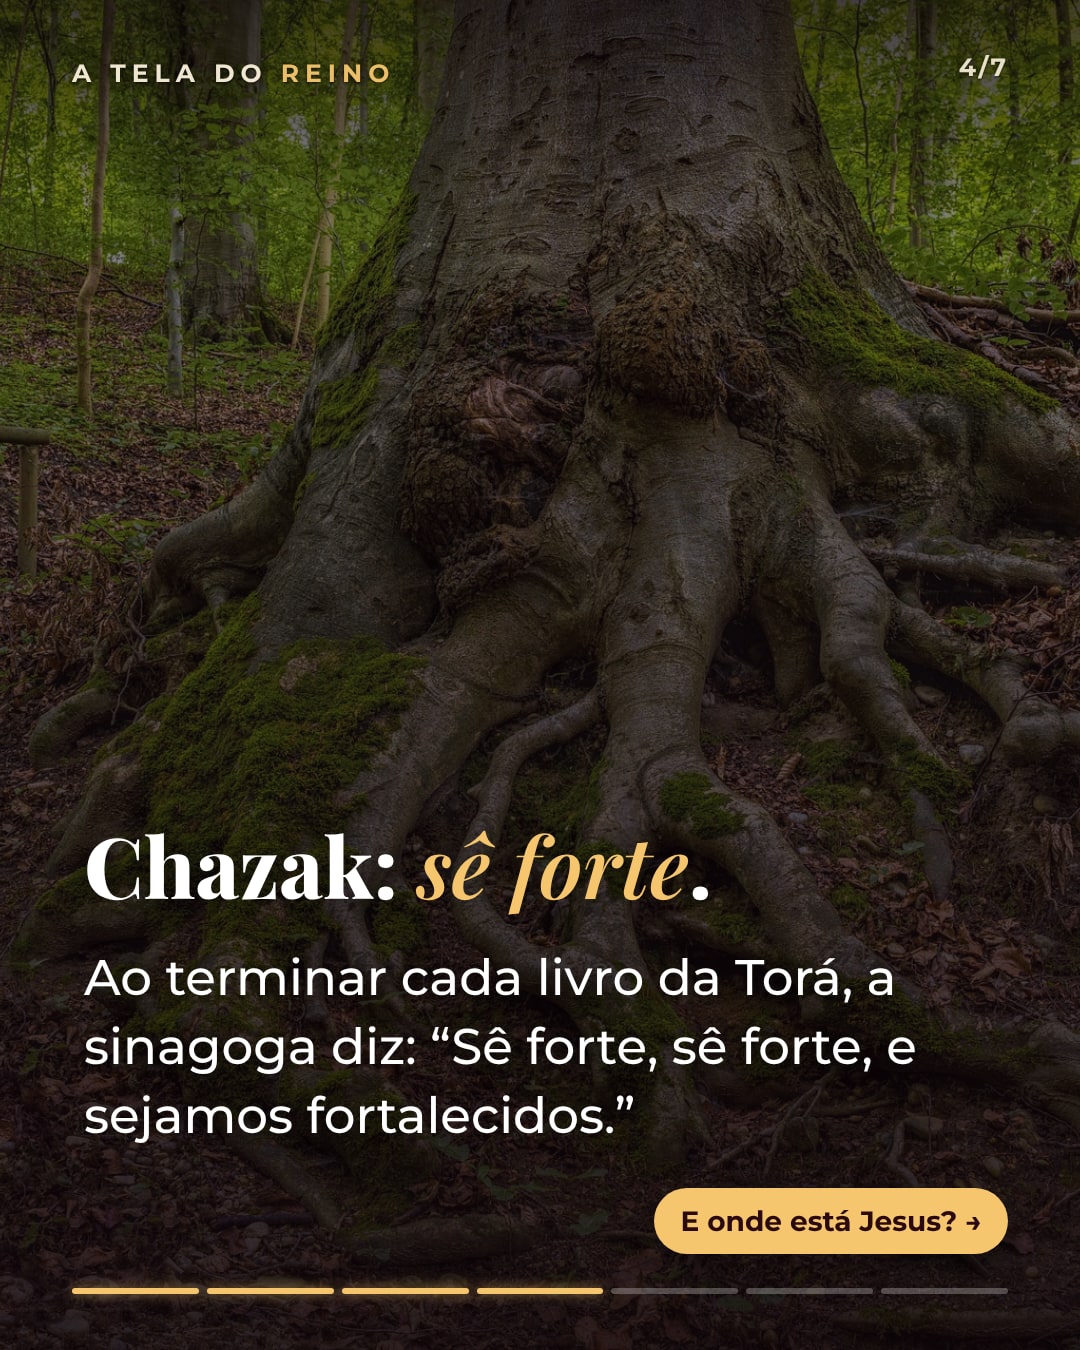 A TELA DO REINO
4/7
Chazak: sê forte.
Ao terminar cada livro da Torá, a
sinagoga diz: “Sê forte, sê forte, e
sejamos fortalecidos.”
E onde está Jesus? →